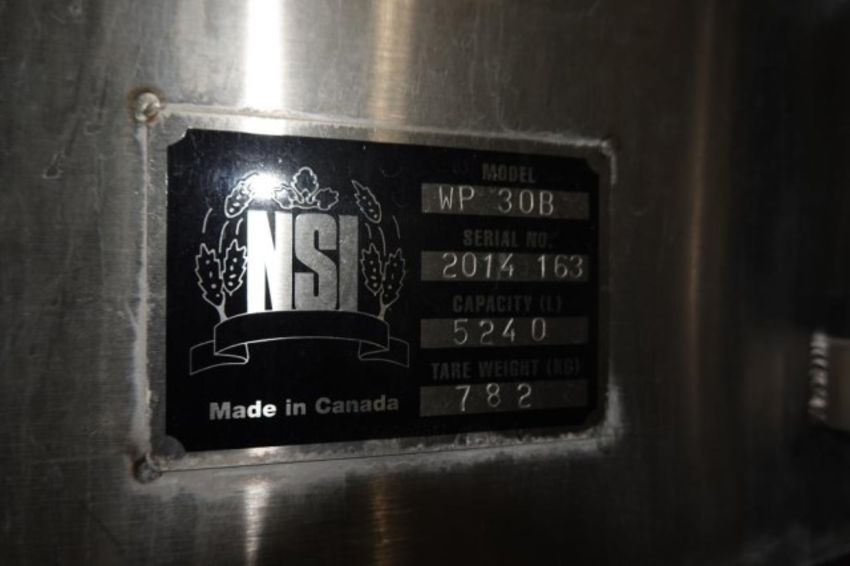 NSI
Made in Canada
MODEL
WP 30B
SERIAL NO.
2014 163
CAPACITY (L)
5240
TARE WEIGHT (KG)
782